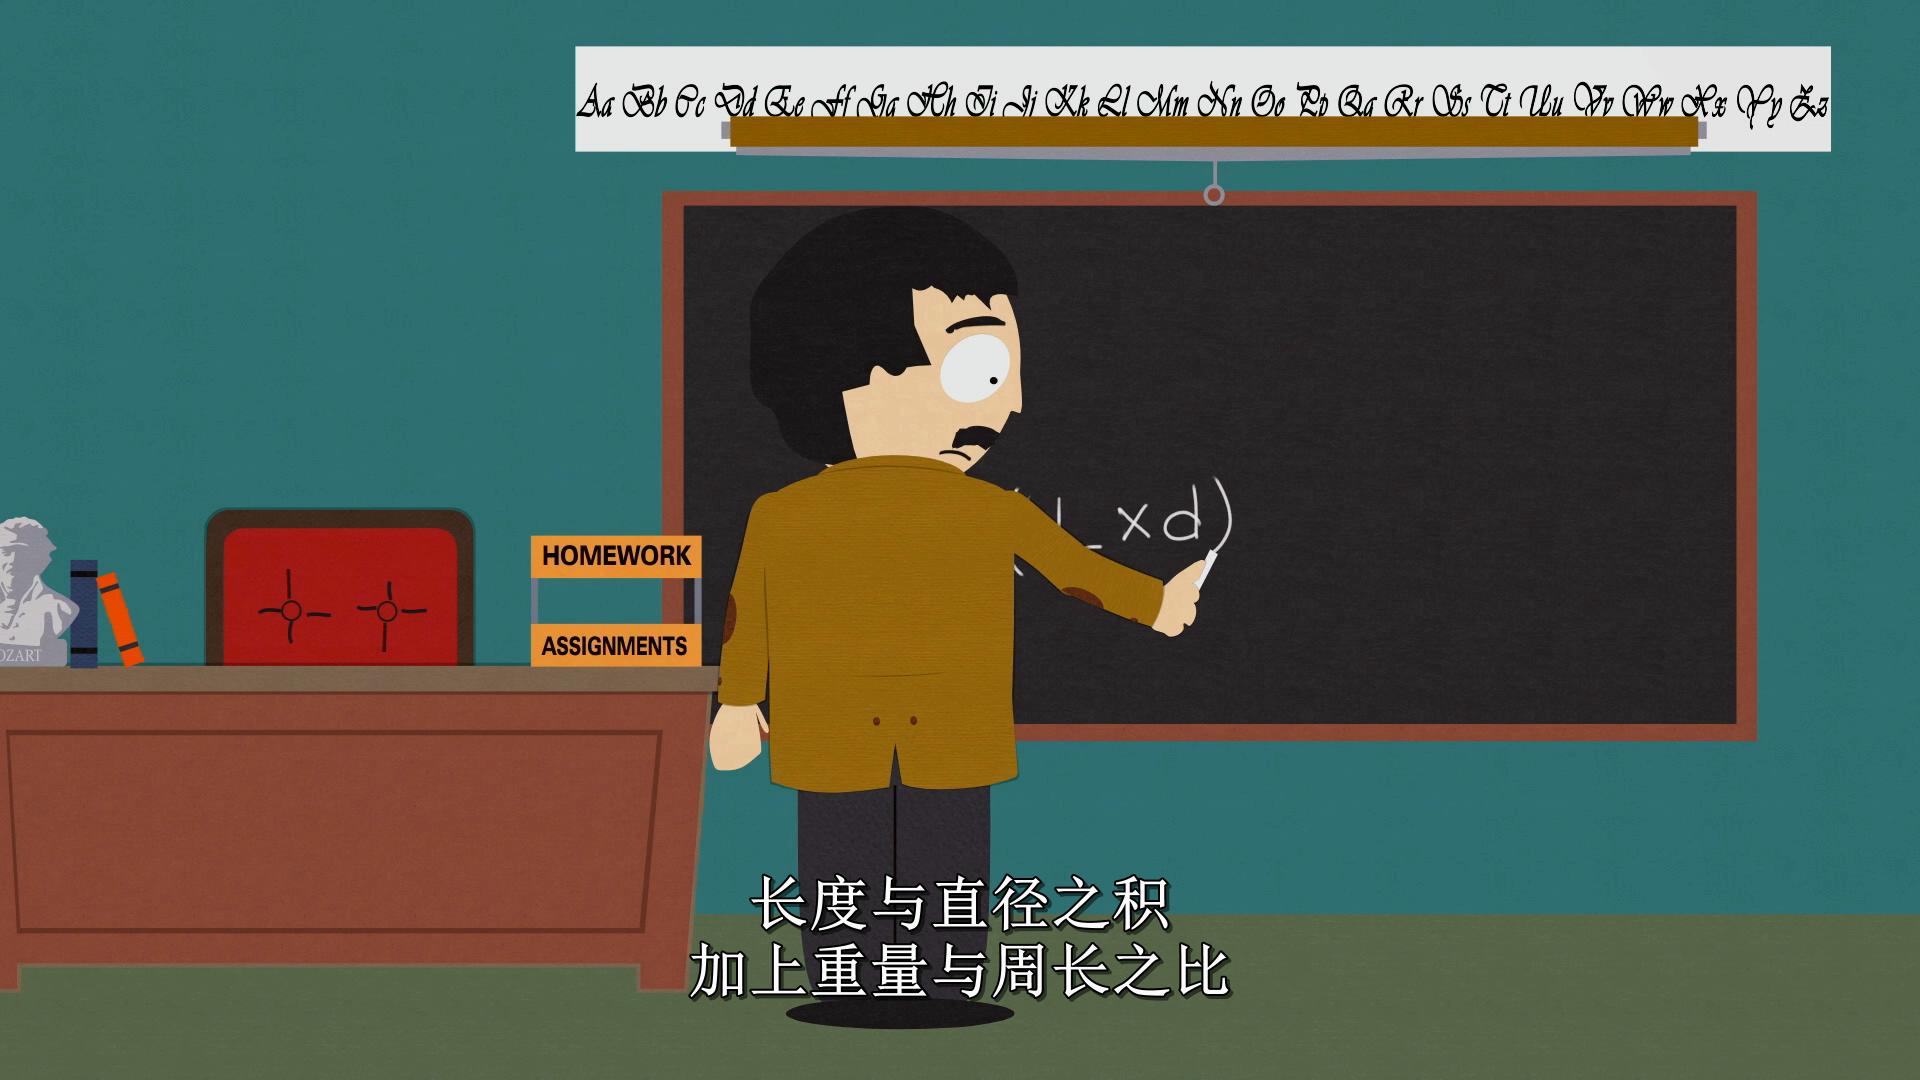 Aa Bb Cc Dd Ee Ff Gg Hh Ii Jj Kk Ll Mm Nn Oo Pp Qq Rr Ss Tt Uu Vv Ww Xx Yy Zz
(L xd)
HOMEWORK
ASSIGNMENTS
OZART
长度与直径之积
加上重量与周长之比